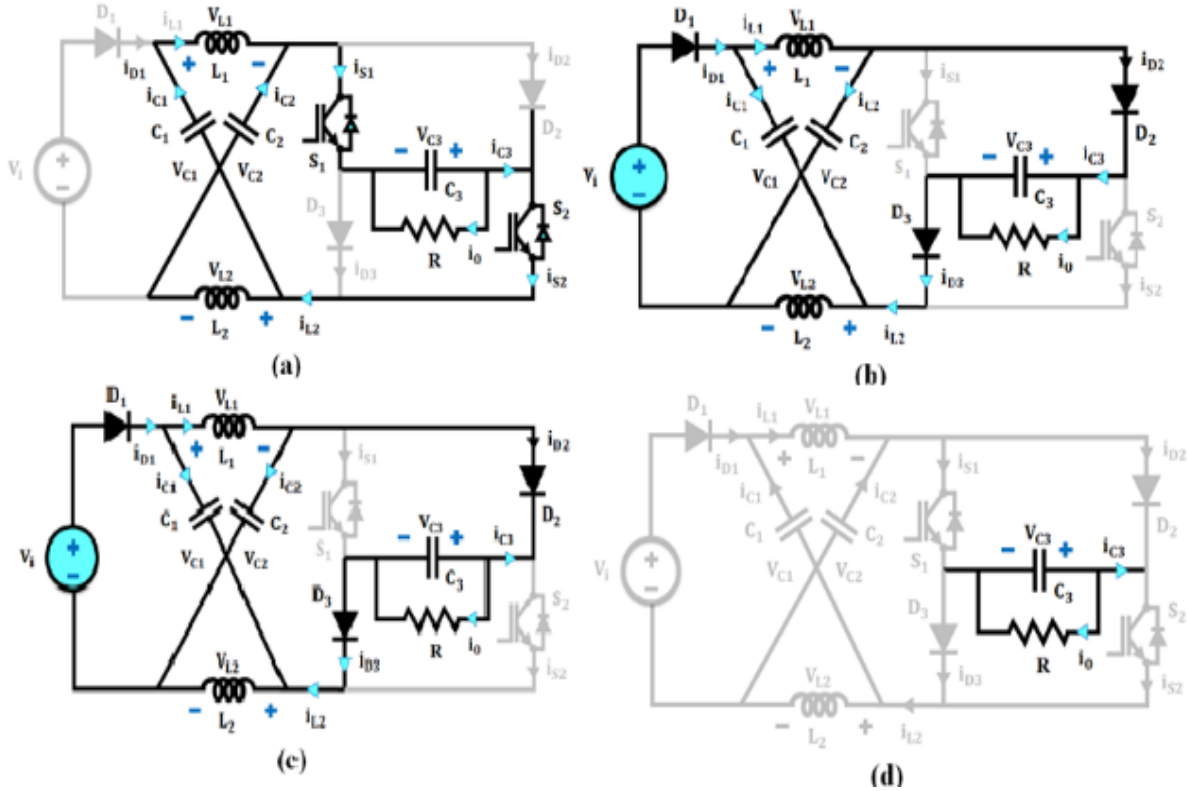 D1 iL1 VL1
iD1 + − iD2
L1
iC1 iC2 iS1
C1 C2 D2
Vi + − VC1 VC2 S1 − VC3 + iC3
C3
D3 R i0 S2
iD3 iS2
VL2
− + iL2
L2
(a)
D1 iL1 VL1
iD1 + − iD2
L1
iC1 iC2 iS1
C1 C2 D2
Vi + − VC1 VC2 S1 − VC3 + iC3
C3
D3 R i0 S2
iD3 iS2
VL2
− + iL2
L2
(b)
D1 iL1 VL1
iD1 + − iD2
L1
iC1 iC2 iS1
C1 C2 D2
Vi + − VC1 VC2 S1 − VC3 + iC3
C3
D3 R i0 S2
iD3 iS2
VL2
− + iL2
L2
(c)
D1 iL1 VL1
iD1 + − iD2
L1
iC1 iC2 iS1
C1 C2 D2
Vi + − VC1 VC2 S1 − VC3 + iC3
C3
D3 R i0 S2
iD3 iS2
VL2
− + iL2
L2
(d)